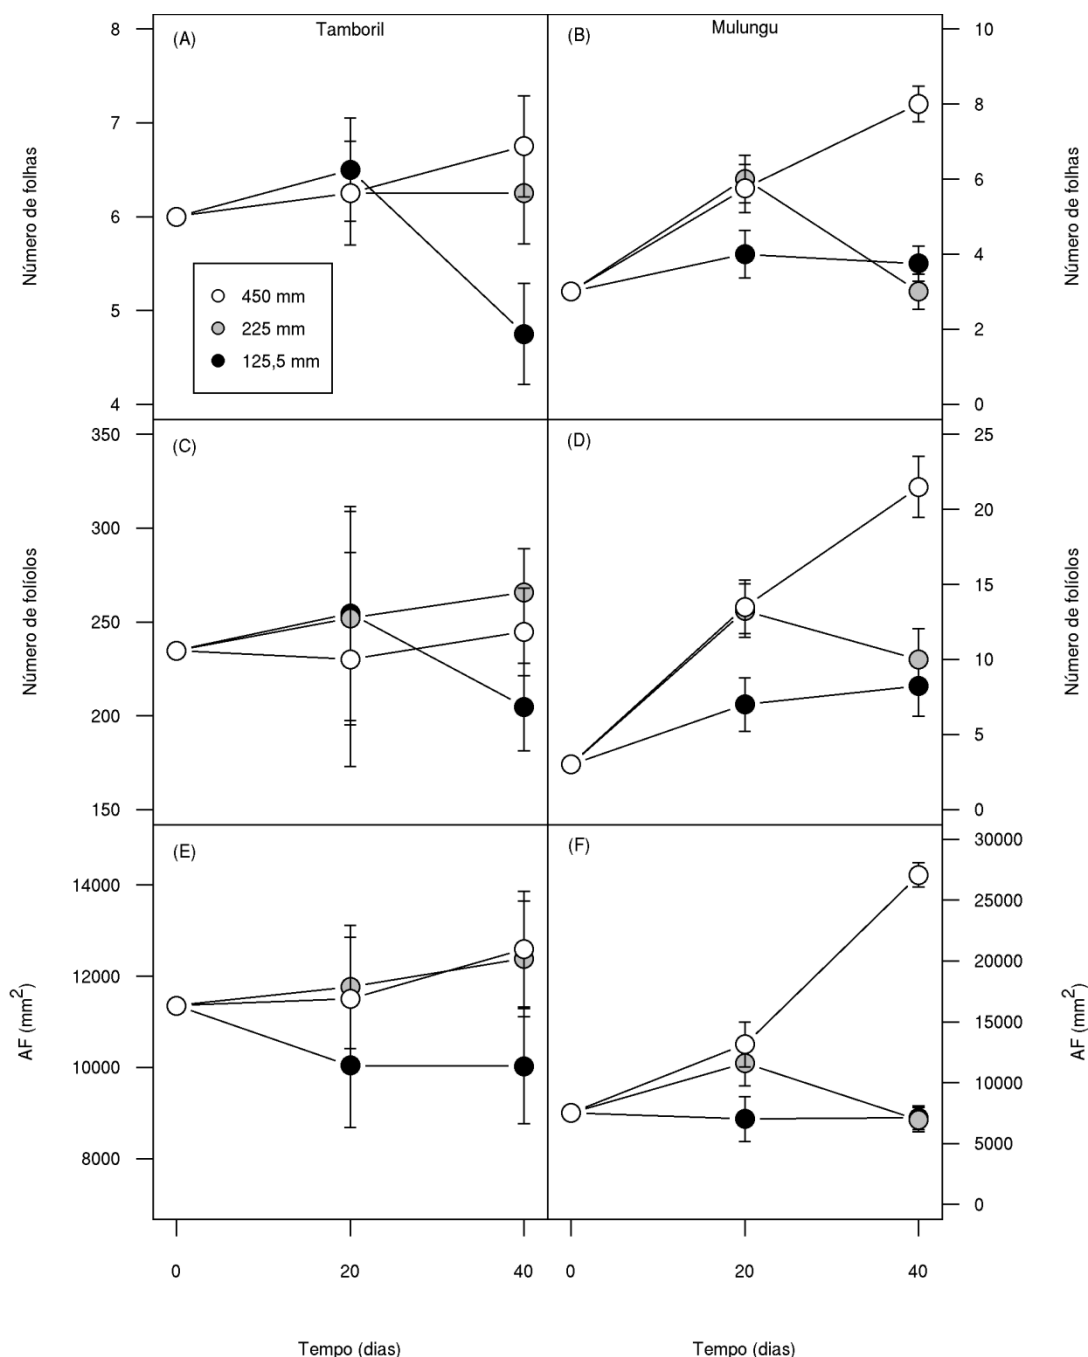 Tamboril
Mulungu
(A)
(B)
8
7
6
5
4
Número de folhas
450 mm
225 mm
125,5 mm
10
8
6
4
2
0
Número de folhas
(C)
(D)
350
300
250
200
150
Número de folíolos
25
20
15
10
5
0
Número de folíolos
(E)
(F)
14000
12000
10000
8000
AF (mm²)
30000
25000
20000
15000
10000
5000
0
AF (mm²)
0 20 40
0 20 40
Tempo (dias)
Tempo (dias)